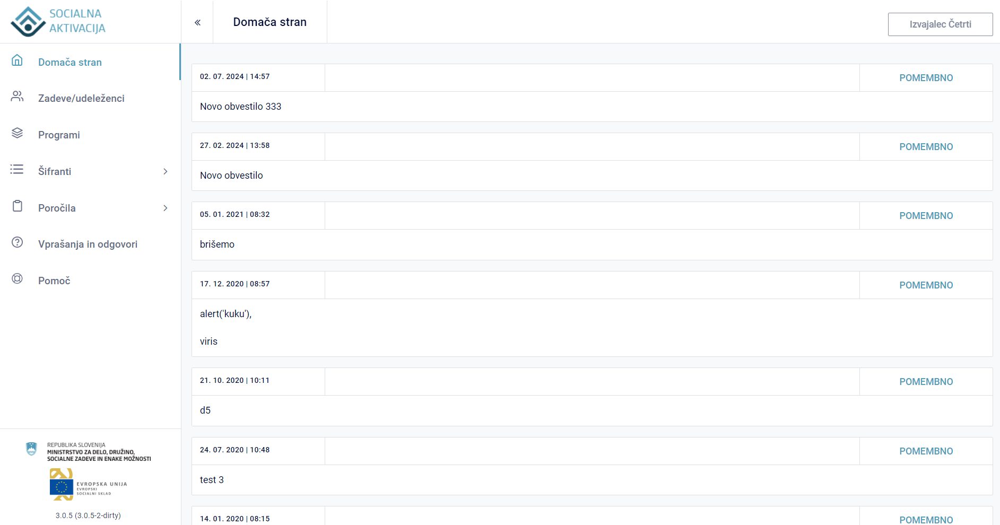 SOCIALNA
AKTIVACIJA
Domača stran
Izvajalec Četrti
Domača stran
Zadeve/udeleženci
Programi
Šifranti
Poročila
Vprašanja in odgovori
Pomoč
REPUBLIKA SLOVENIJA
MINISTRSTVO ZA DELO, DRUŽINO,
SOCIALNE ZADEVE IN ENAKE MOŽNOSTI
EVROPSKA UNIJA
EVROPSKI
SOCIALNI SKLAD
3.0.5 (3.0.5-2-dirty)
02. 07. 2024 | 14:57 POMEMBNO
Novo obvestilo 333
27. 02. 2024 | 13:58 POMEMBNO
Novo obvestilo
05. 01. 2021 | 08:32 POMEMBNO
brišemo
17. 12. 2020 | 08:57 POMEMBNO
alert('kuku'),
viris
21. 10. 2020 | 10:11 POMEMBNO
d5
24. 07. 2020 | 10:48 POMEMBNO
test 3
14. 01. 2020 | 08:15 POMEMBNO